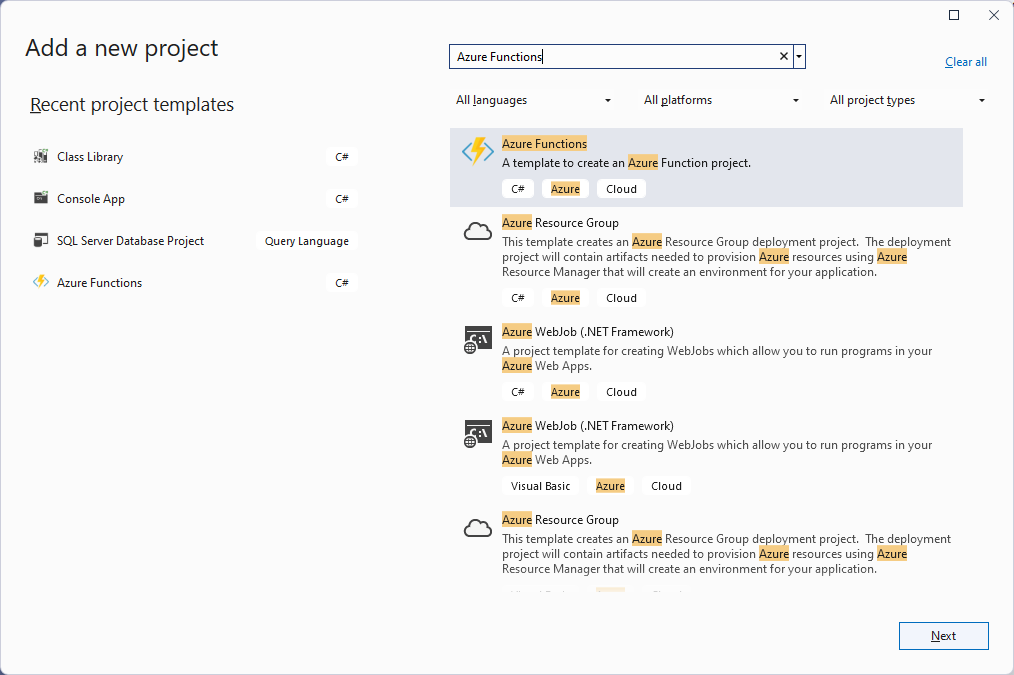 Add a new project
Azure Functions
Clear all
Recent project templates
Class Library
C#
Console App
C#
SQL Server Database Project
Query Language
Azure Functions
C#
All languages
All platforms
All project types
Azure Functions
A template to create an Azure Function project.
C# Azure Cloud
Azure Resource Group
This template creates an Azure Resource Group deployment project.  The deployment
project will contain artifacts needed to provision Azure resources using Azure
Resource Manager that will create an environment for your application.
C# Azure Cloud
Azure WebJob (.NET Framework)
A project template for creating WebJobs which allow you to run programs in your
Azure Web Apps.
C# Azure Cloud
Azure WebJob (.NET Framework)
A project template for creating WebJobs which allow you to run programs in your
Azure Web Apps.
Visual Basic Azure Cloud
Azure Resource Group
This template creates an Azure Resource Group deployment project.  The deployment
project will contain artifacts needed to provision Azure resources using Azure
Resource Manager that will create an environment for your application.
Next